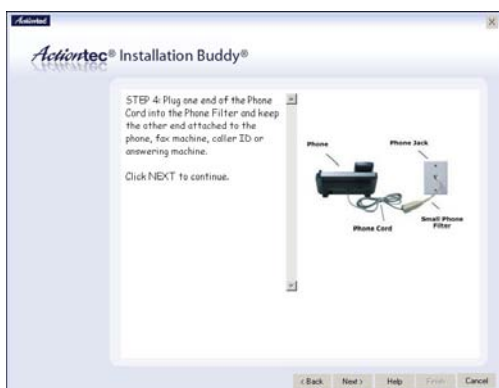 Actiontec
Actiontec® Installation Buddy®
STEP 4: Plug one end of the Phone
Cord into the Phone Filter and keep
the other end attached to the
phone, fax machine, caller ID or
answering machine.
Click NEXT to continue.
Phone
Phone Jack
Small Phone
Filter
Phone Cord
< Back
Next >
Help
Finish
Cancel